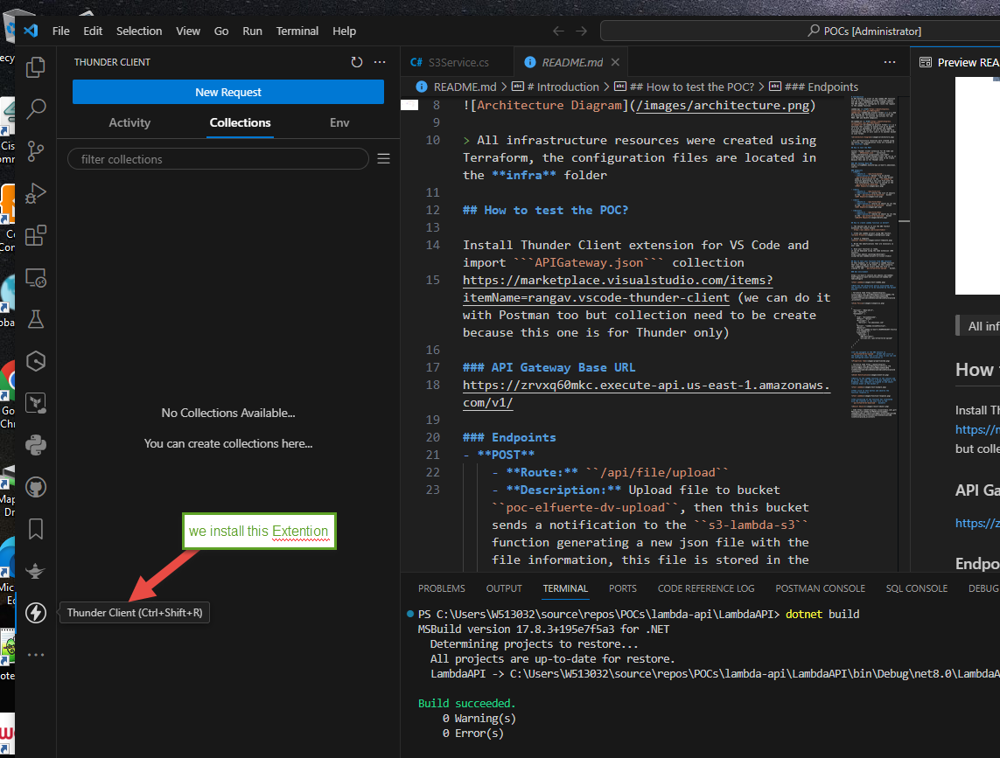 File Edit Selection View Go Run Terminal Help
POCs [Administrator]
THUNDER CLIENT
New Request
Activity Collections Env
filter collections
No Collections Available...
You can create collections here...
we install this Extention
Thunder Client (Ctrl+Shift+R)
C# S3Service.cs
README.md
Preview REA
README.md > # Introduction > ## How to test the POC? > ### Endpoints
8 ![Architecture Diagram](/images/architecture.png)
9
10 > All infrastructure resources were created using
Terraform, the configuration files are located in
the **infra** folder
11
12 ## How to test the POC?
13
14 Install Thunder Client extension for VS Code and
import ```APIGateway.json``` collection
15 https://marketplace.visualstudio.com/items?
itemName=rangav.vscode-thunder-client (we can do it
with Postman too but collection need to be create
because this one is for Thunder only)
16
17 ### API Gateway Base URL
18 https://zrvxq60mkc.execute-api.us-east-1.amazonaws.
com/v1/
19
20 ### Endpoints
21 - **POST**
22 - **Route:** ``/api/file/upload``
23 - **Description:** Upload file to bucket
``poc-elfuerte-dv-upload``, then this bucket
sends a notification to the ``s3-lambda-s3``
function generating a new json file with the
file information, this file is stored in the
All inf
How
Install Th
https://m
but colle
API Ga
https://z
Endpo
PROBLEMS OUTPUT TERMINAL PORTS CODE REFERENCE LOG POSTMAN CONSOLE SQL CONSOLE DEBUG
PS C:\Users\W513032\source\repos\POCs\lambda-api\LambdaAPI> dotnet build
MSBuild version 17.8.3+195e7f5a3 for .NET
Determining projects to restore...
All projects are up-to-date for restore.
LambdaAPI -> C:\Users\W513032\source\repos\POCs\lambda-api\LambdaAPI\bin\Debug\net8.0\LambdaA
Build succeeded.
0 Warning(s)
0 Error(s)